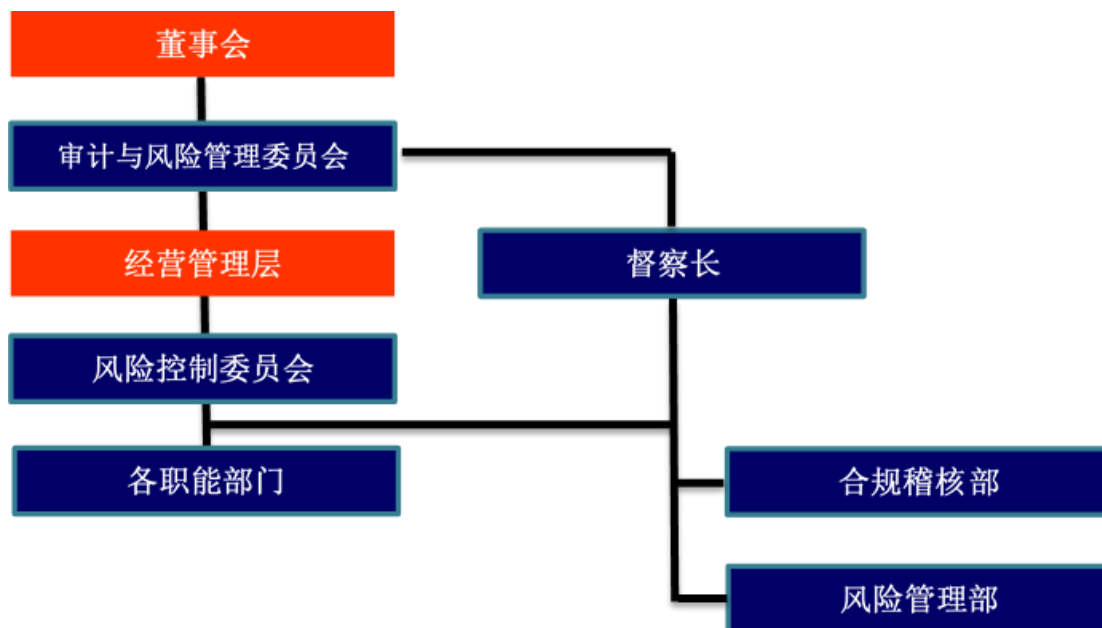 董事会
审计与风险管理委员会
经营管理层
督察长
风险控制委员会
各职能部门
合规稽核部
风险管理部